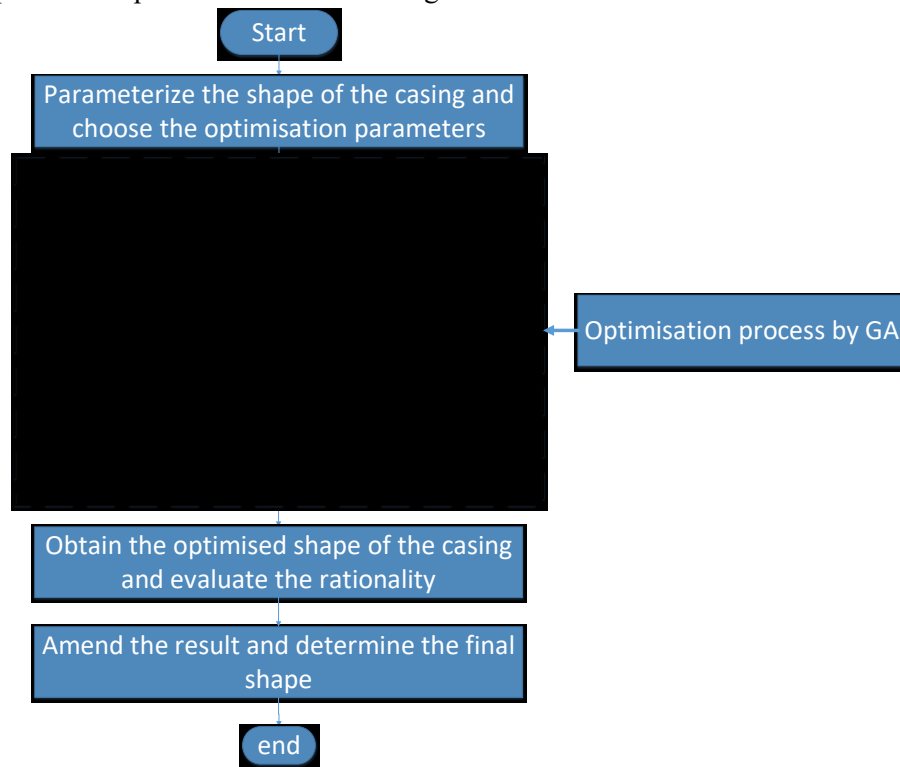 Start
Parameterize the shape of the casing and
choose the optimisation parameters
Optimisation process by GA
Obtain the optimised shape of the casing
and evaluate the rationality
Amend the result and determine the final
shape
end